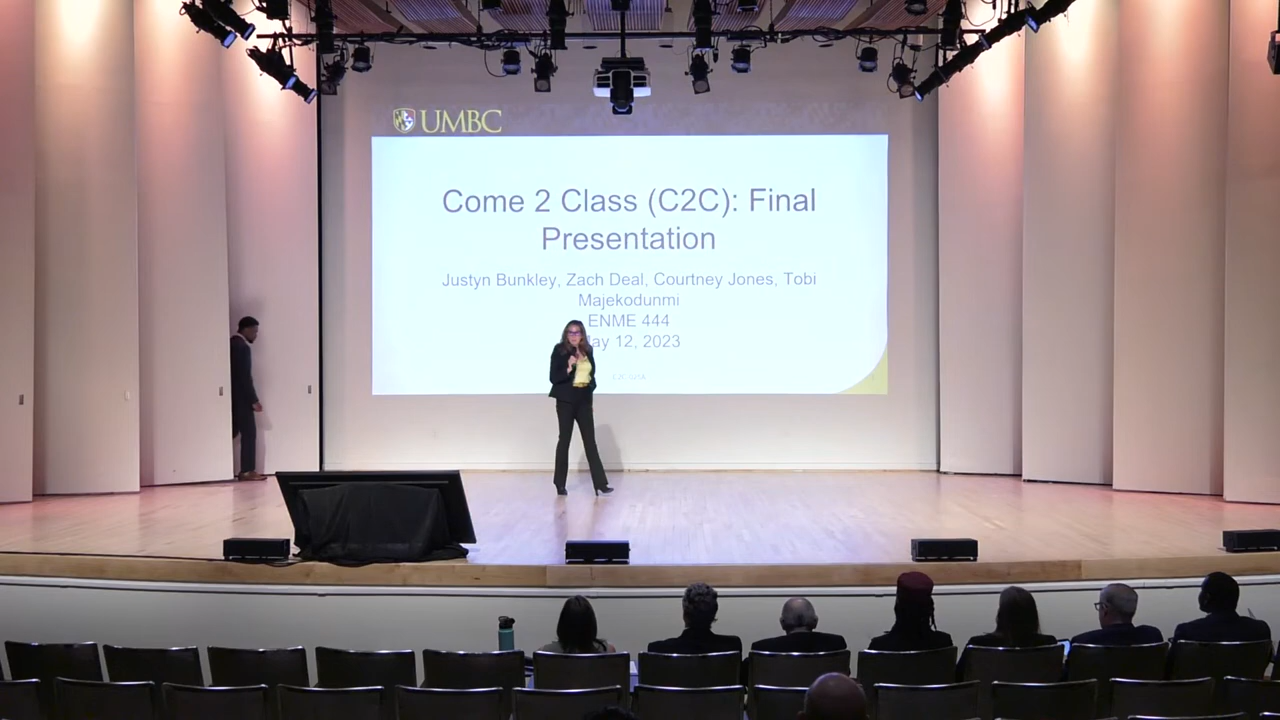 UMBC
Come 2 Class (C2C): Final
Presentation
Justyn Bunkley, Zach Deal, Courtney Jones, Tobi
Majekodunmi
ENME 444
ay 12, 2023